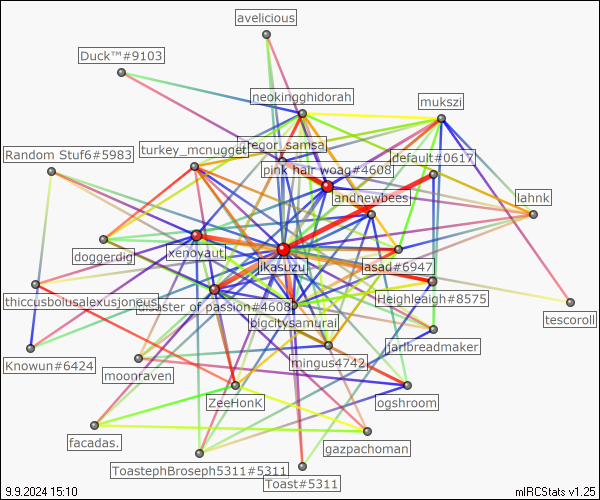 avelicious
Duck™#9103
neokingghidorah
mukszi
gregor_samsa
turkey_mcnugget
Random Stuf6#5983
default#0617
pink hair woag#4608
andnewbees
lahnk
xenoyaut
doggerdig
jikasuzu
lasad#6947
thiccusbolusalexusjoneus
disaster of passion#4608
Heighleaigh#8575
tescoroll
bigcitysamurai
jarlbreadmaker
Knowun#6424
moonraven
mingus4742
ZeeHonK
ogshroom
facadas.
gazpachoman
ToastephBroseph5311#5311
Toast#5311
9.9.2024 15:10
mIRCStats v1.25